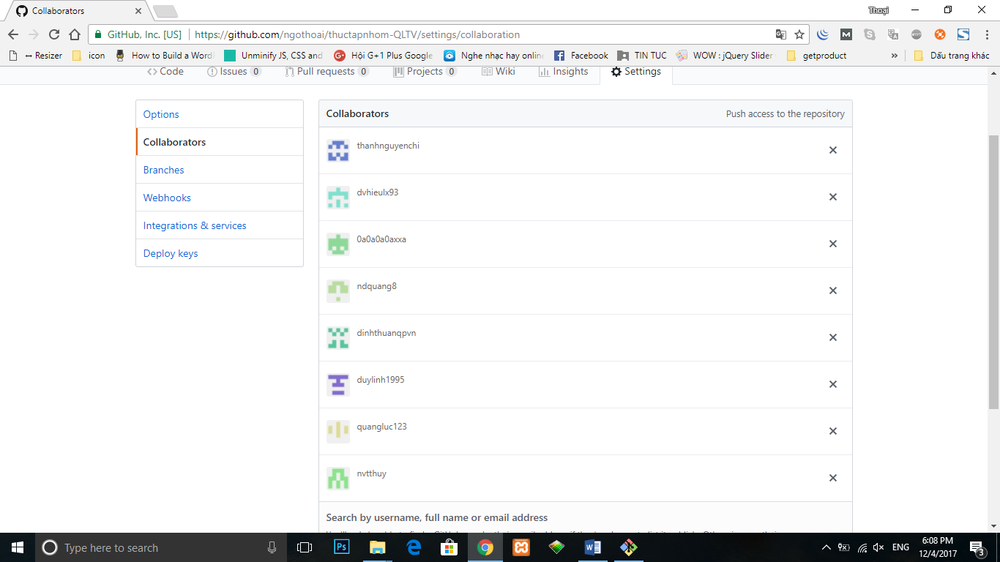 Collaborators
Thoại
GitHub, Inc. [US] https://github.com/ngothoai/thuctapnhom-QLTV/settings/collaboration
↔ Resizer icon How to Build a Word Unminify JS, CSS and Hội G+1 Plus Google Nghe nhạc hay online Facebook TIN TUC WOW : jQuery Slider getproduct » Dấu trang khác
Code Issues 0 Pull requests 0 Projects 0 Wiki Insights Settings
Options
Collaborators
Branches
Webhooks
Integrations & services
Deploy keys
Collaborators Push access to the repository
thanhnguyenchi
dvhieulx93
0a0a0a0axxa
ndquang8
dinhthuanqpvn
duylinh1995
quangluc123
nvtthuy
Search by username, full name or email address
Type here to search
Ps
ENG
6:08 PM
12/4/2017
3